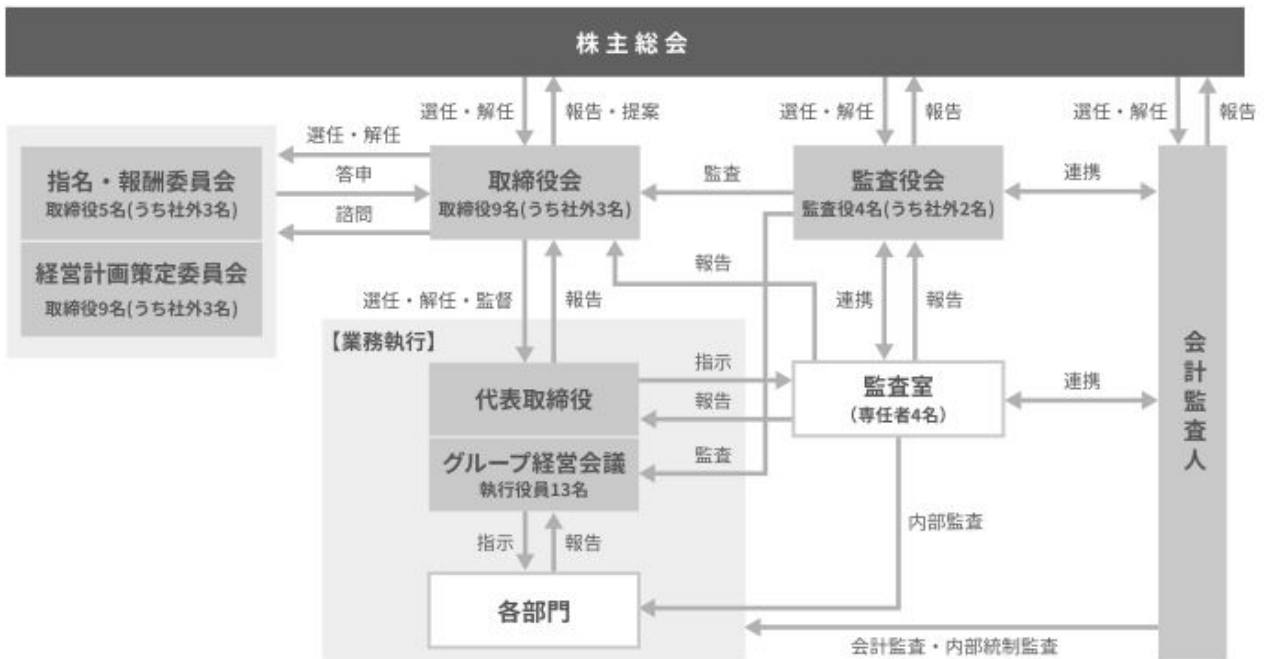 株主総会
選任・解任
報告・提案
選任・解任
報告
選任・解任
報告
選任・解任
答申
諮問
指名・報酬委員会
取締役5名(うち社外3名)
経営計画策定委員会
取締役9名(うち社外3名)
取締役会
取締役9名(うち社外3名)
監査
監査役会
監査役4名(うち社外2名)
連携
選任・解任・監督
報告
報告
連携
報告
【業務執行】
代表取締役
指示
報告
監査室
(専任者4名)
連携
会計監査人
グループ経営会議
執行役員13名
監査
指示
報告
内部監査
各部門
会計監査・内部統制監査